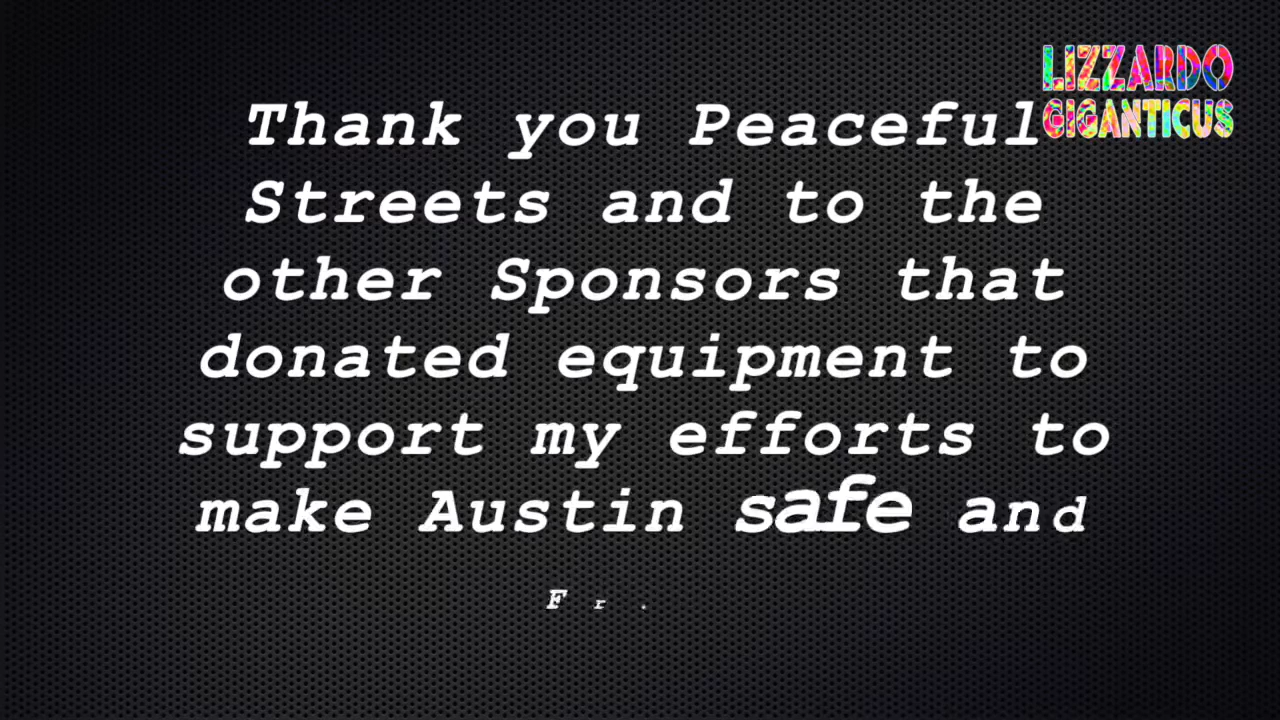 LIZZARDO
GIGANTICUS
Thank you Peaceful
Streets and to the
other Sponsors that
donated equipment to
support my efforts to
make Austin safe and
Fr